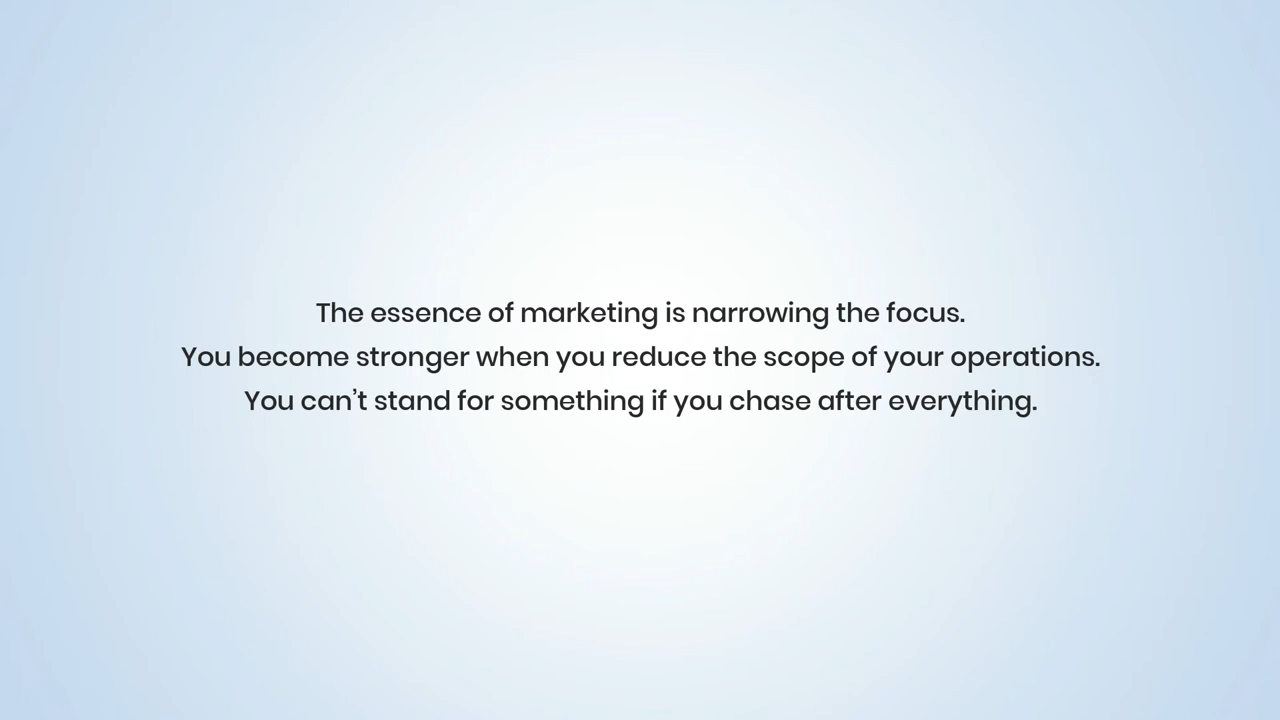 The essence of marketing is narrowing the focus.
You become stronger when you reduce the scope of your operations.
You can’t stand for something if you chase after everything.